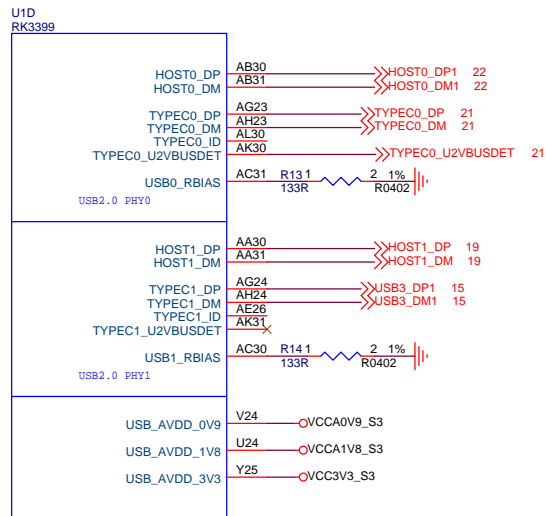 U1D
RK3399
HOST0_DP AB30 HOST0_DP1 22
HOST0_DM AB31 HOST0_DM1 22
TYPEC0_DP AG23 TYPEC0_DP 21
TYPEC0_DM AH23 TYPEC0_DM 21
TYPEC0_ID AL30
TYPEC0_U2VBUSDET AK30 TYPEC0_U2VBUSDET 21
USB0_RBIAS AC31 R13 1 2 1%
133R R0402
USB2.0 PHY0
HOST1_DP AA30 HOST1_DP 19
HOST1_DM AA31 HOST1_DM 19
TYPEC1_DP AG24 USB3_DP1 15
TYPEC1_DM AH24 USB3_DM1 15
TYPEC1_ID AE26
TYPEC1_U2VBUSDET AK31
USB1_RBIAS AC30 R14 1 2 1%
133R R0402
USB2.0 PHY1
USB_AVDD_0V9 V24 VCCA0V9_S3
USB_AVDD_1V8 U24 VCCA1V8_S3
USB_AVDD_3V3 Y25 VCC3V3_S3